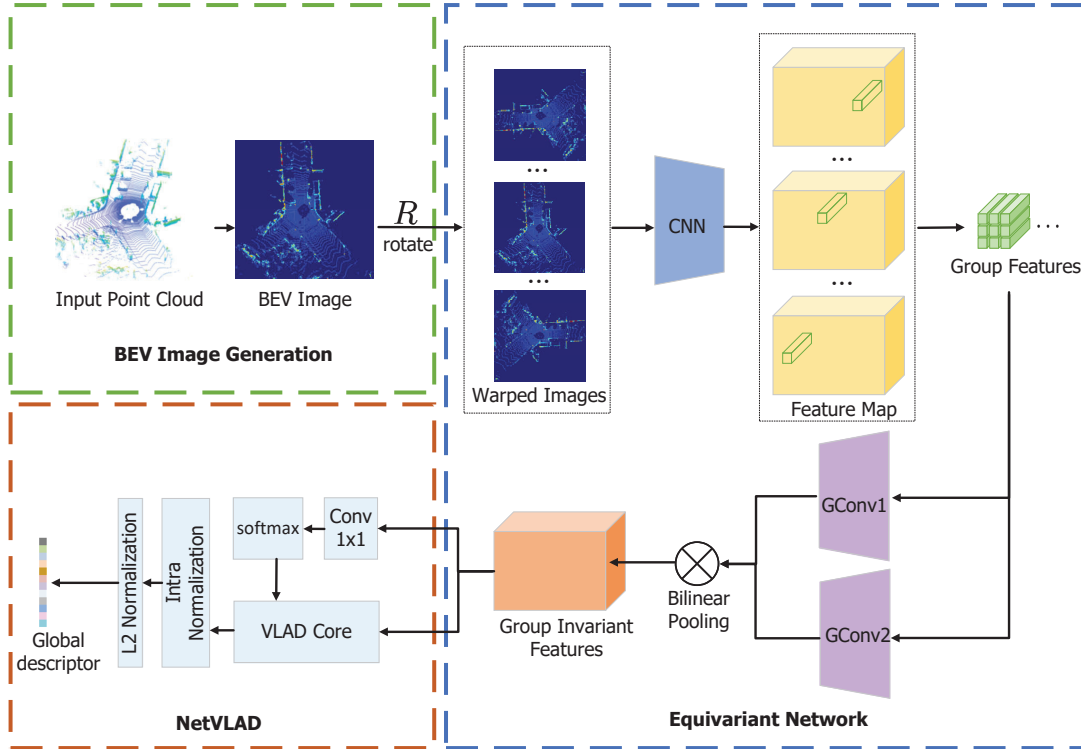 Input Point Cloud
BEV Image
R
rotate
BEV Image Generation
...
...
Warped Images
CNN
...
...
Feature Map
...
Group Features
GConv1
GConv2
Bilinear
Pooling
Group Invariant
Features
Equivariant Network
Conv
1x1
softmax
VLAD Core
Intra
Normalization
L2 Normalization
Global
descriptor
NetVLAD